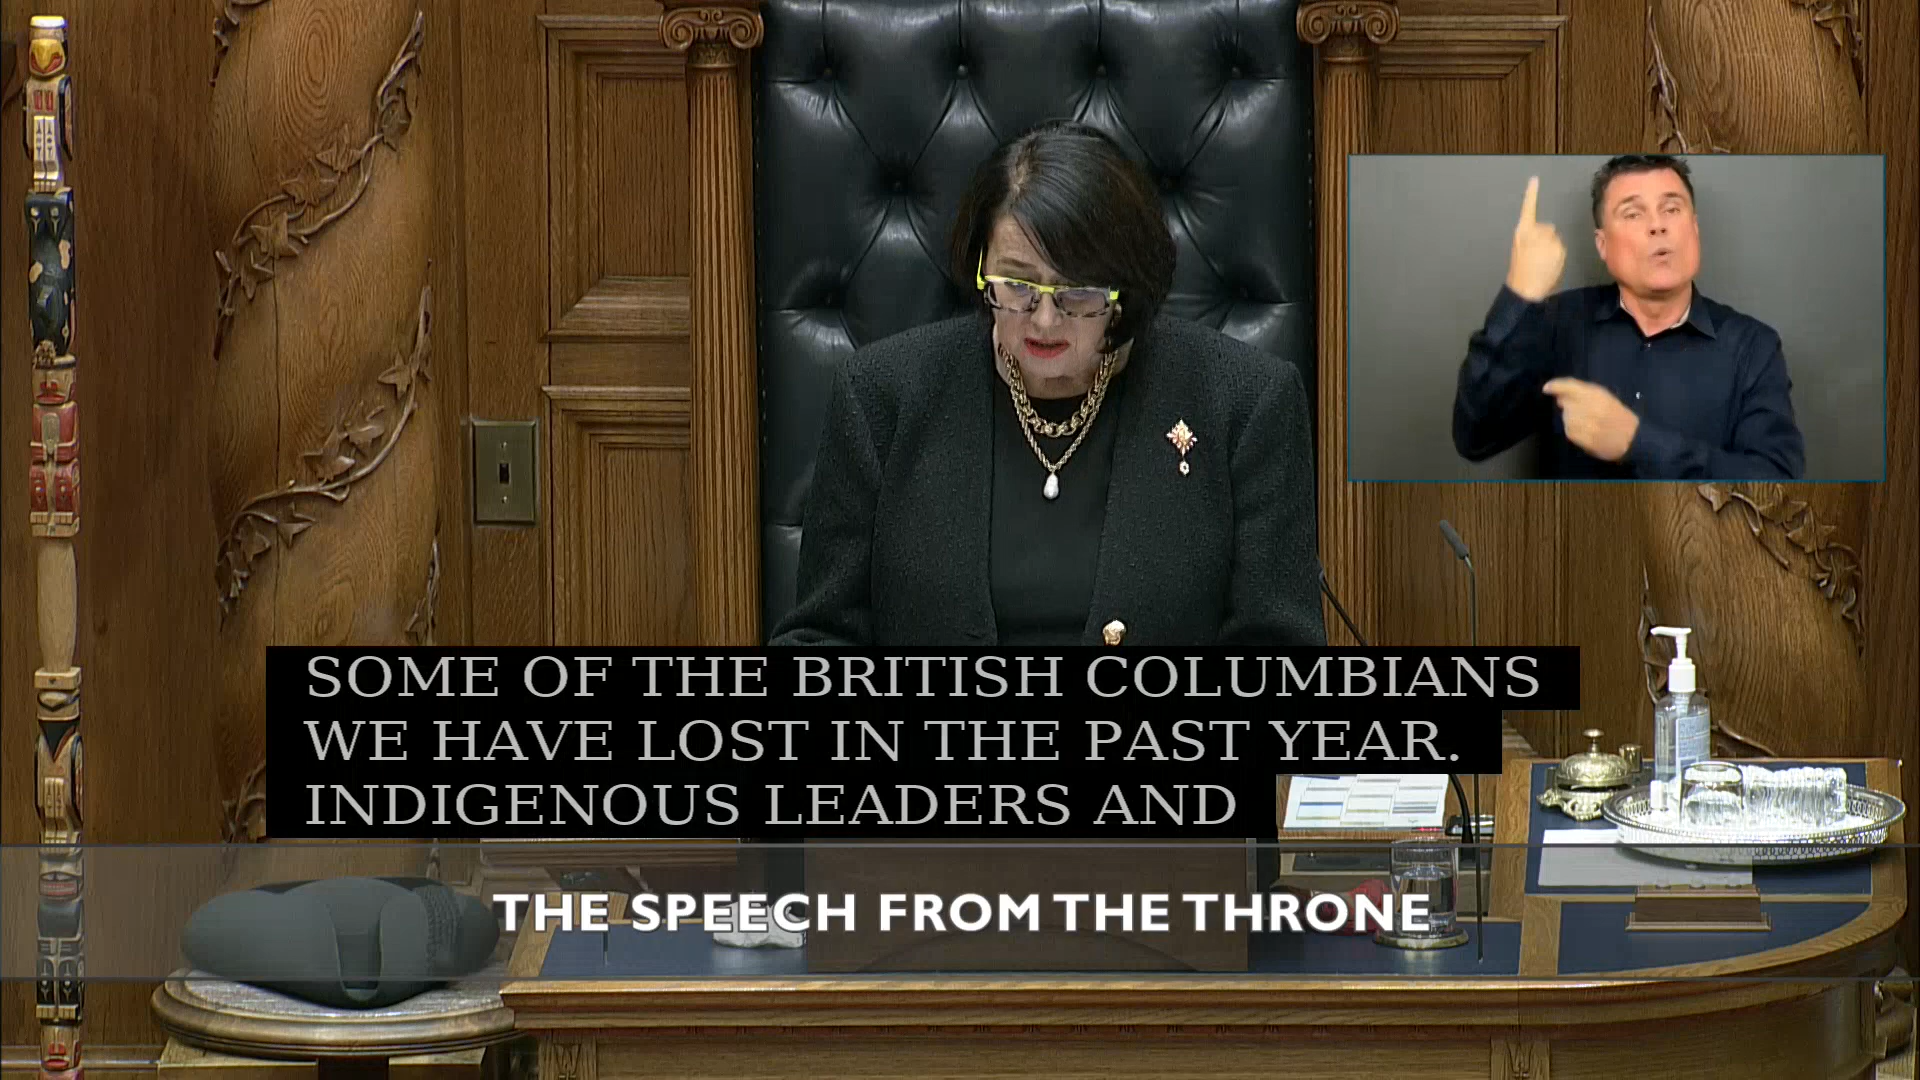 SOME OF THE BRITISH COLUMBIANS
WE HAVE LOST IN THE PAST YEAR.
INDIGENOUS LEADERS AND
THE SPEECH FROM THE THRONE